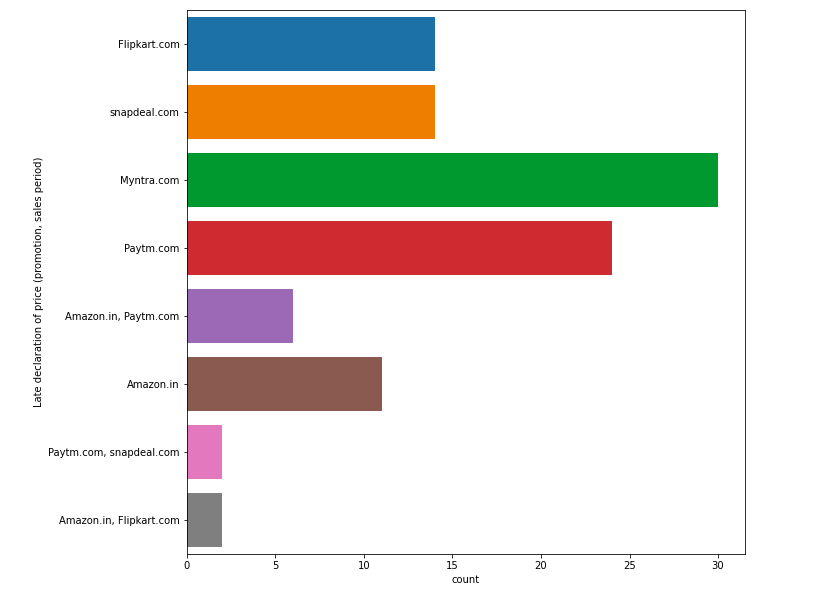 Late declaration of price (promotion, sales period)
Flipkart.com
snapdeal.com
Myntra.com
Paytm.com
Amazon.in, Paytm.com
Amazon.in
Paytm.com, snapdeal.com
Amazon.in, Flipkart.com
0 5 10 15 20 25 30
count